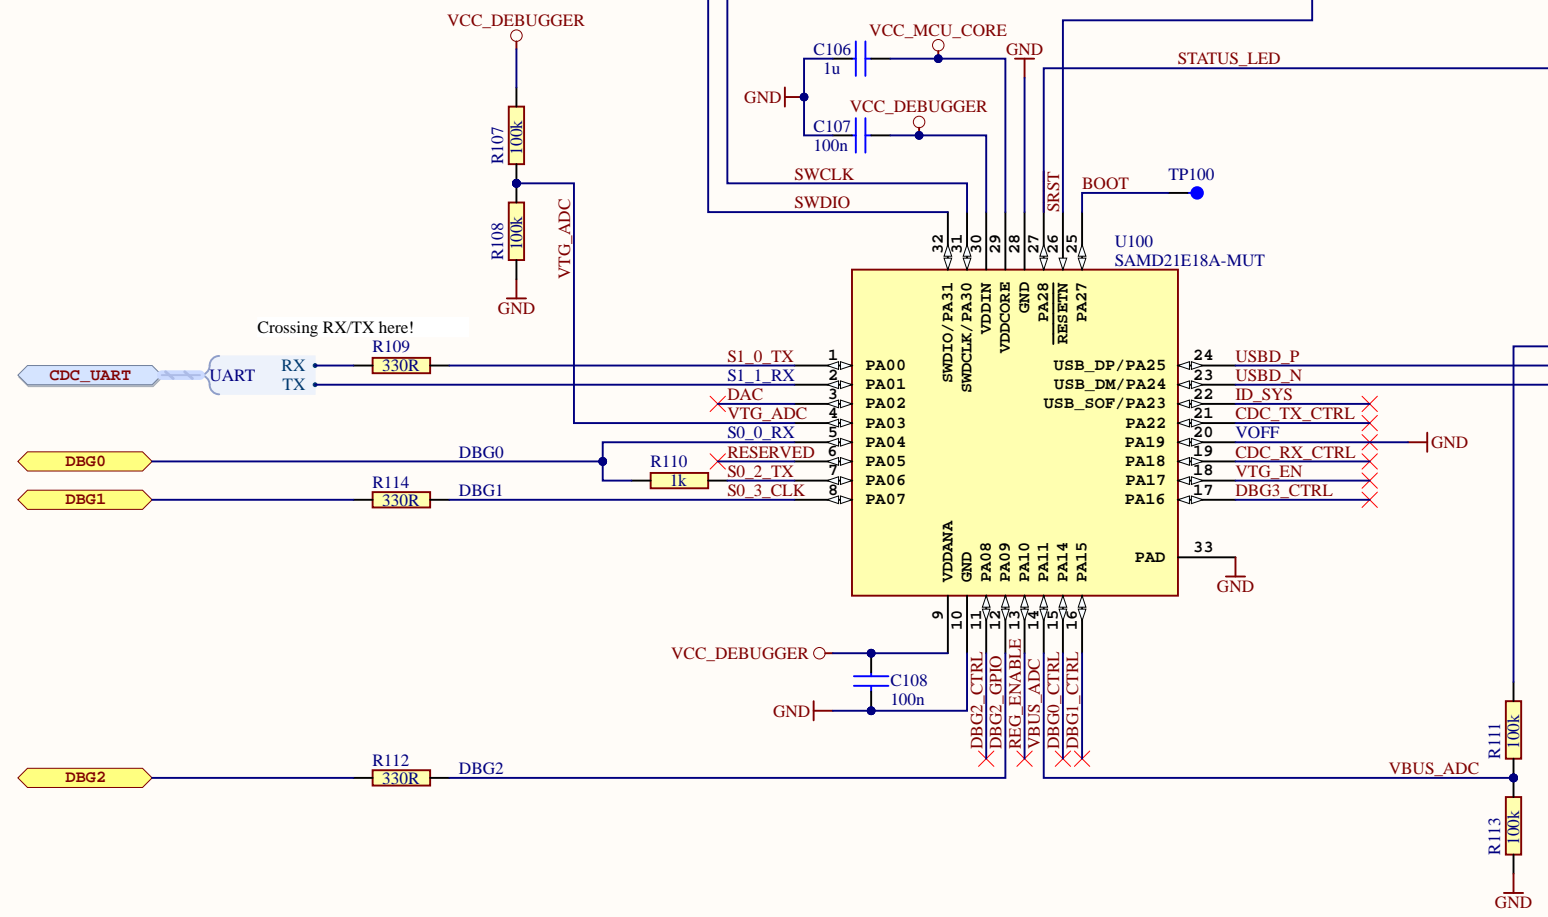 VCC_DEBUGGER
VCC_MCU_CORE
C106
1u
GND
STATUS_LED
GND
VCC_DEBUGGER
C107
100n
R107
100k
SWCLK
SWDIO
SRST
BOOT
TP100
R108
100k
VTG_ADC
GND
U100
SAMD21E18A-MUT
32
31
30
29
28
27
26
25
SWDIO/PA31
SWDCLK/PA30
VDDIN
VDDCORE
GND
PA28
RESETN
PA27
Crossing RX/TX here!
R109
330R
CDC_UART
UART
RX
TX
S1_0_TX 1 PA00
S1_1_RX 2 PA01
DAC 3 PA02
VTG_ADC 4 PA03
S0_0_RX 5 PA04
RESERVED 6 PA05
S0_2_TX 7 PA06
S0_3_CLK 8 PA07
USB_DP/PA25 24 USBD_P
USB_DM/PA24 23 USBD_N
USB_SOF/PA23 22 ID_SYS
PA22 21 CDC_TX_CTRL
PA19 20 VOFF
GND
PA18 19 CDC_RX_CTRL
PA17 18 VTG_EN
PA16 17 DBG3_CTRL
DBG0
DBG0
R110
1k
DBG1
R114
330R
DBG1
PAD 33
GND
VDDANA
GND
PA08
PA09
PA10
PA11
PA14
PA15
9
10
11
12
13
14
15
16
VCC_DEBUGGER
C108
100n
GND
DBG2_CTRL
DBG2_GPIO
REG_ENABLE
VBUS_ADC
DBG0_CTRL
DBG1_CTRL
DBG2
R112
330R
DBG2
VBUS_ADC
R111
100k
R113
100k
GND